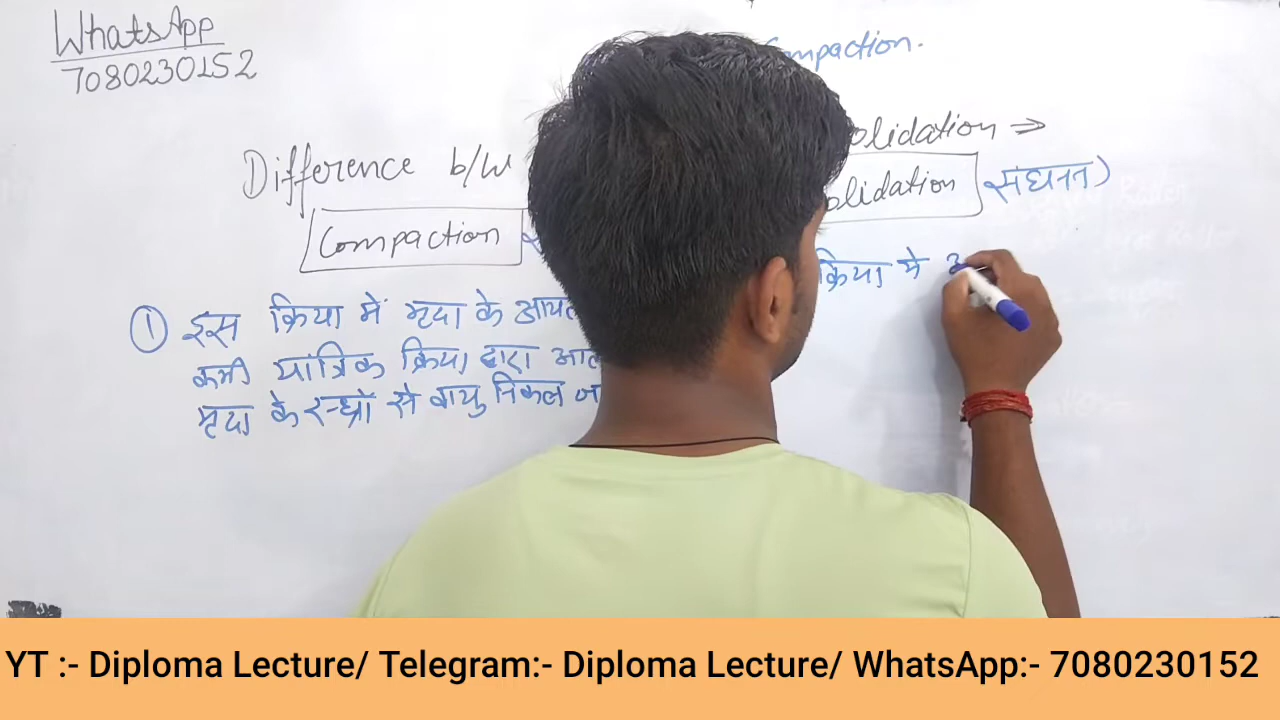 WhatsApp
7080230152
ompaction.
Difference b/w olidation ⇒
Compaction olidation संघनन)
① इस क्रिया में मृदा के आयत क्रिया मे
कमी यांत्रिक क्रिया द्वारा
मृदा के रन्ध्रों से वायु निकल जा
YT :- Diploma Lecture/ Telegram:- Diploma Lecture/ WhatsApp:- 7080230152